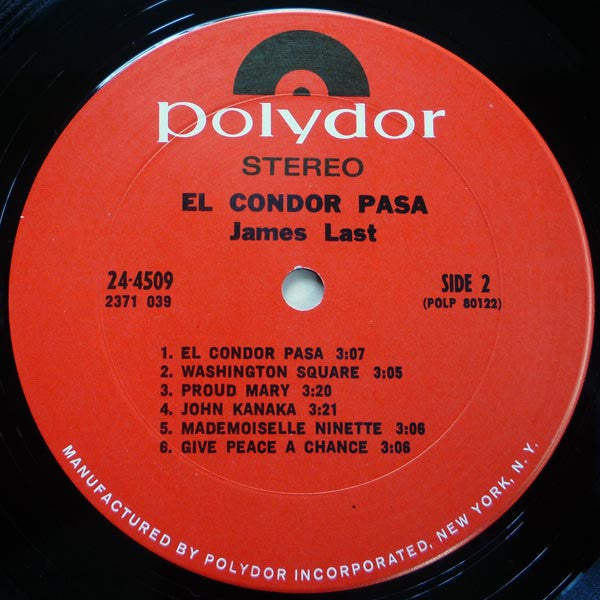 polydor
STEREO
EL CONDOR PASA
James Last
24-4509
2371 039
SIDE 2
(POLP 80122)
1. EL CONDOR PASA 3:07
2. WASHINGTON SQUARE 3:05
3. PROUD MARY 3:20
4. JOHN KANAKA 3:21
5. MADEMOISELLE NINETTE 3:06
6. GIVE PEACE A CHANCE 3:06
MANUFACTURED BY POLYDOR INCORPORATED, NEW YORK, N. Y.